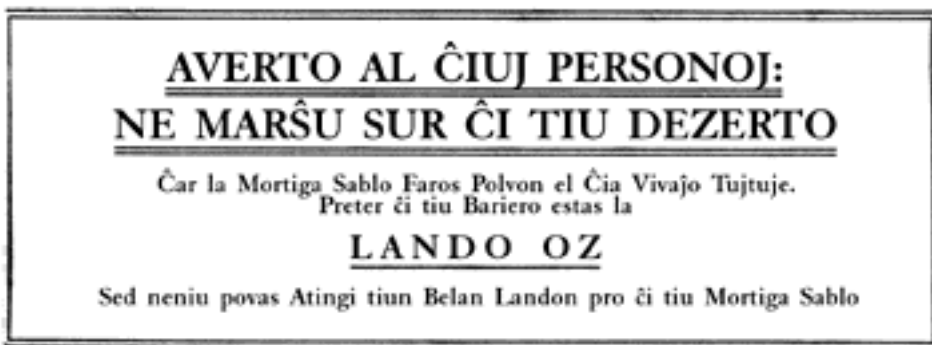 AVERTO AL ĈIUJ PERSONOJ:
NE MARŜU SUR ĈI TIU DEZERTO
Ĉar la Mortiga Sablo Faros Polvon el Ĉia Vivaĵo Tujtuje.
Preter ĉi tiu Bariero estas la
LANDO OZ
Sed neniu povas Atingi tiun Belan Landon pro ĉi tiu Mortiga Sablo